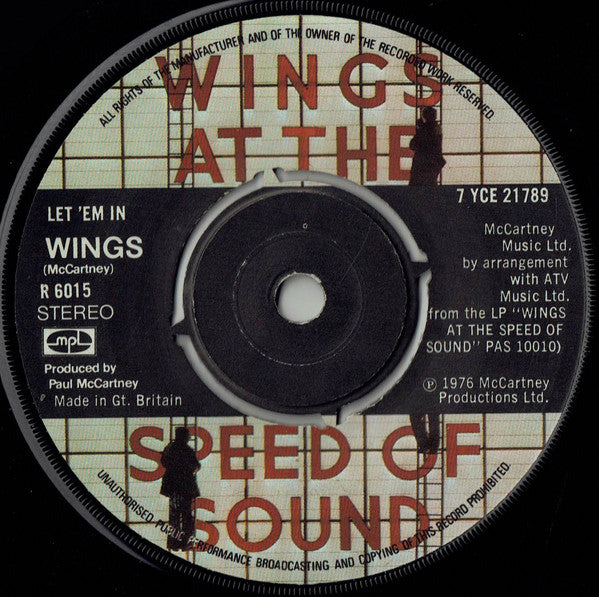 ALL RIGHTS OF THE MANUFACTURER AND OF THE OWNER OF THE RECORDED WORK RESERVED
WINGS
AT THE
LET 'EM IN
WINGS
(McCartney)
R 6015
STEREO
mpl
Produced by
Paul McCartney
P Made in Gt. Britain
7 YCE 21789
McCartney
Music Ltd.
by arrangement
with ATV
Music Ltd.
from the LP "WINGS
AT THE SPEED OF
SOUND" PAS 10010)
℗ 1976 McCartney
Productions Ltd.
SPEED OF
SOUND
UNAUTHORISED PUBLIC PERFORMANCE BROADCASTING AND COPYING OF THIS RECORD PROHIBITED